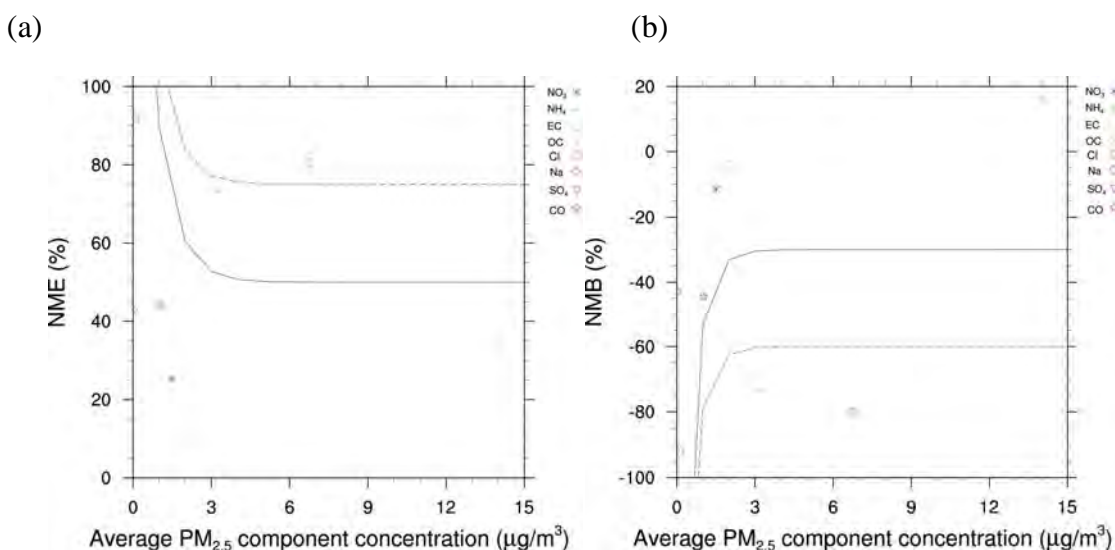 (a)
100
80
60
40
20
0
NME (%)
0 3 6 9 12 15
Average PM2.5 component concentration (μg/m³)
NO3
NH4
EC
OC
Cl
Na
SO4
CO
(b)
20
0
-20
-40
-60
-80
-100
NMB (%)
0 3 6 9 12 15
Average PM2.5 component concentration (μg/m³)
NO3
NH4
EC
OC
Cl
Na
SO4
CO